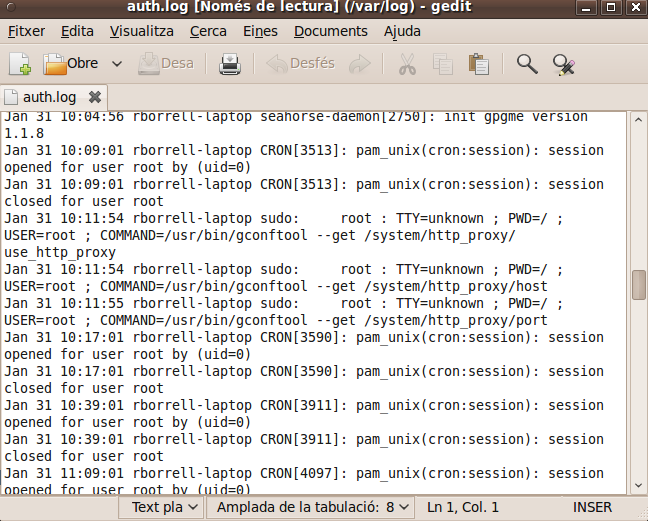 auth.log [Només de lectura] (/var/log) - gedit
Fitxer Edita Visualitza Cerca Eines Documents Ajuda
Obre Desa Desfés
auth.log
Jan 31 10:04:56 rborrell-laptop seahorse-daemon[2750]: init gpgme version
1.1.8
Jan 31 10:09:01 rborrell-laptop CRON[3513]: pam_unix(cron:session): session
opened for user root by (uid=0)
Jan 31 10:09:01 rborrell-laptop CRON[3513]: pam_unix(cron:session): session
closed for user root
Jan 31 10:11:54 rborrell-laptop sudo:     root : TTY=unknown ; PWD=/ ;
USER=root ; COMMAND=/usr/bin/gconftool --get /system/http_proxy/
use_http_proxy
Jan 31 10:11:54 rborrell-laptop sudo:     root : TTY=unknown ; PWD=/ ;
USER=root ; COMMAND=/usr/bin/gconftool --get /system/http_proxy/host
Jan 31 10:11:55 rborrell-laptop sudo:     root : TTY=unknown ; PWD=/ ;
USER=root ; COMMAND=/usr/bin/gconftool --get /system/http_proxy/port
Jan 31 10:17:01 rborrell-laptop CRON[3590]: pam_unix(cron:session): session
opened for user root by (uid=0)
Jan 31 10:17:01 rborrell-laptop CRON[3590]: pam_unix(cron:session): session
closed for user root
Jan 31 10:39:01 rborrell-laptop CRON[3911]: pam_unix(cron:session): session
opened for user root by (uid=0)
Jan 31 10:39:01 rborrell-laptop CRON[3911]: pam_unix(cron:session): session
closed for user root
Jan 31 11:09:01 rborrell-laptop CRON[4097]: pam_unix(cron:session): session
opened for user root by (uid=0)
Text pla Amplada de la tabulació: 8 Ln 1, Col. 1 INSER